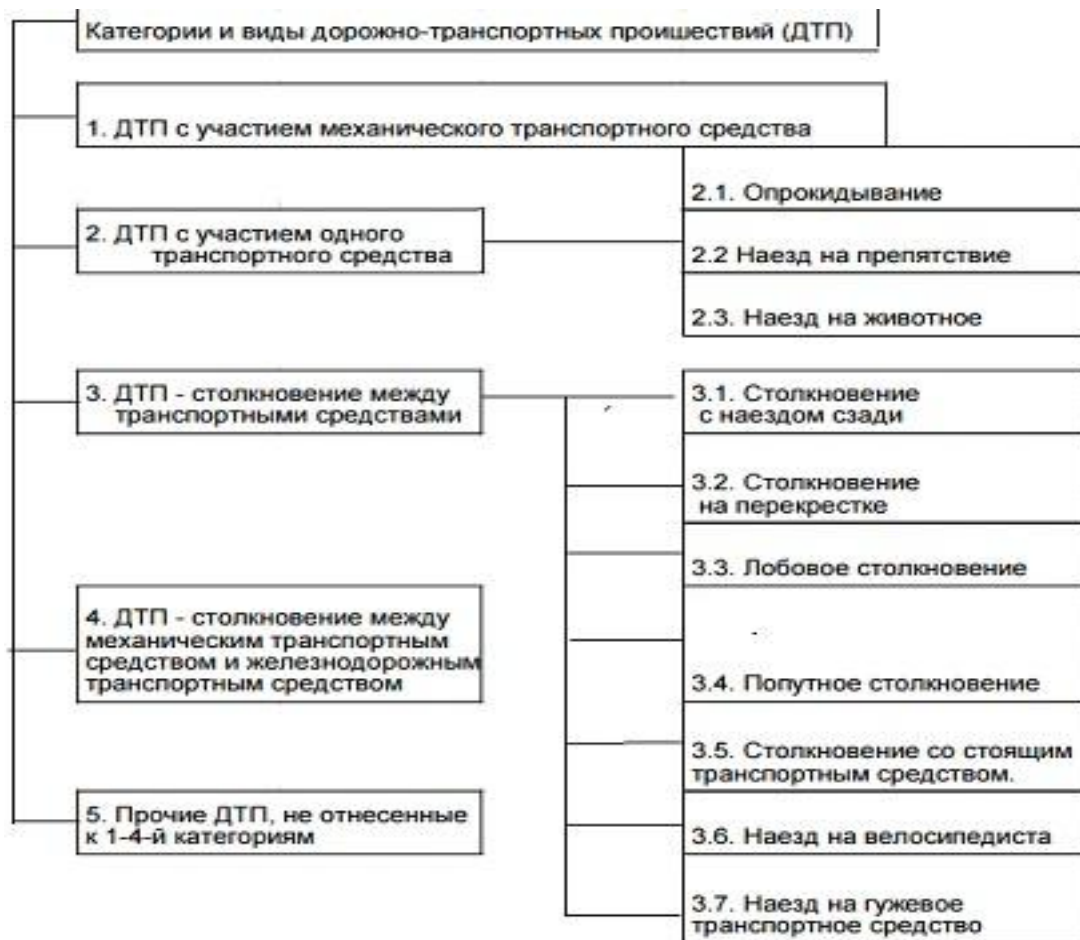 Категории и виды дорожно-транспортных проишествий (ДТП)
1. ДТП с участием механического транспортного средства
2. ДТП с участием одного
транспортного средства
2.1. Опрокидывание
2.2 Наезд на препятствие
2.3. Наезд на животное
3. ДТП - столкновение между
транспортными средствами
3.1. Столкновение
с наездом сзади
3.2. Столкновение
на перекрестке
3.3. Лобовое столкновение
3.4. Попутное столкновение
3.5. Столкновение со стоящим
транспортным средством.
3.6. Наезд на велосипедиста
3.7. Наезд на гужевое
транспортное средство
4. ДТП - столкновение между
механическим транспортным
средством и железнодорожным
транспортным средством
5. Прочие ДТП, не отнесенные
к 1-4-й категориям